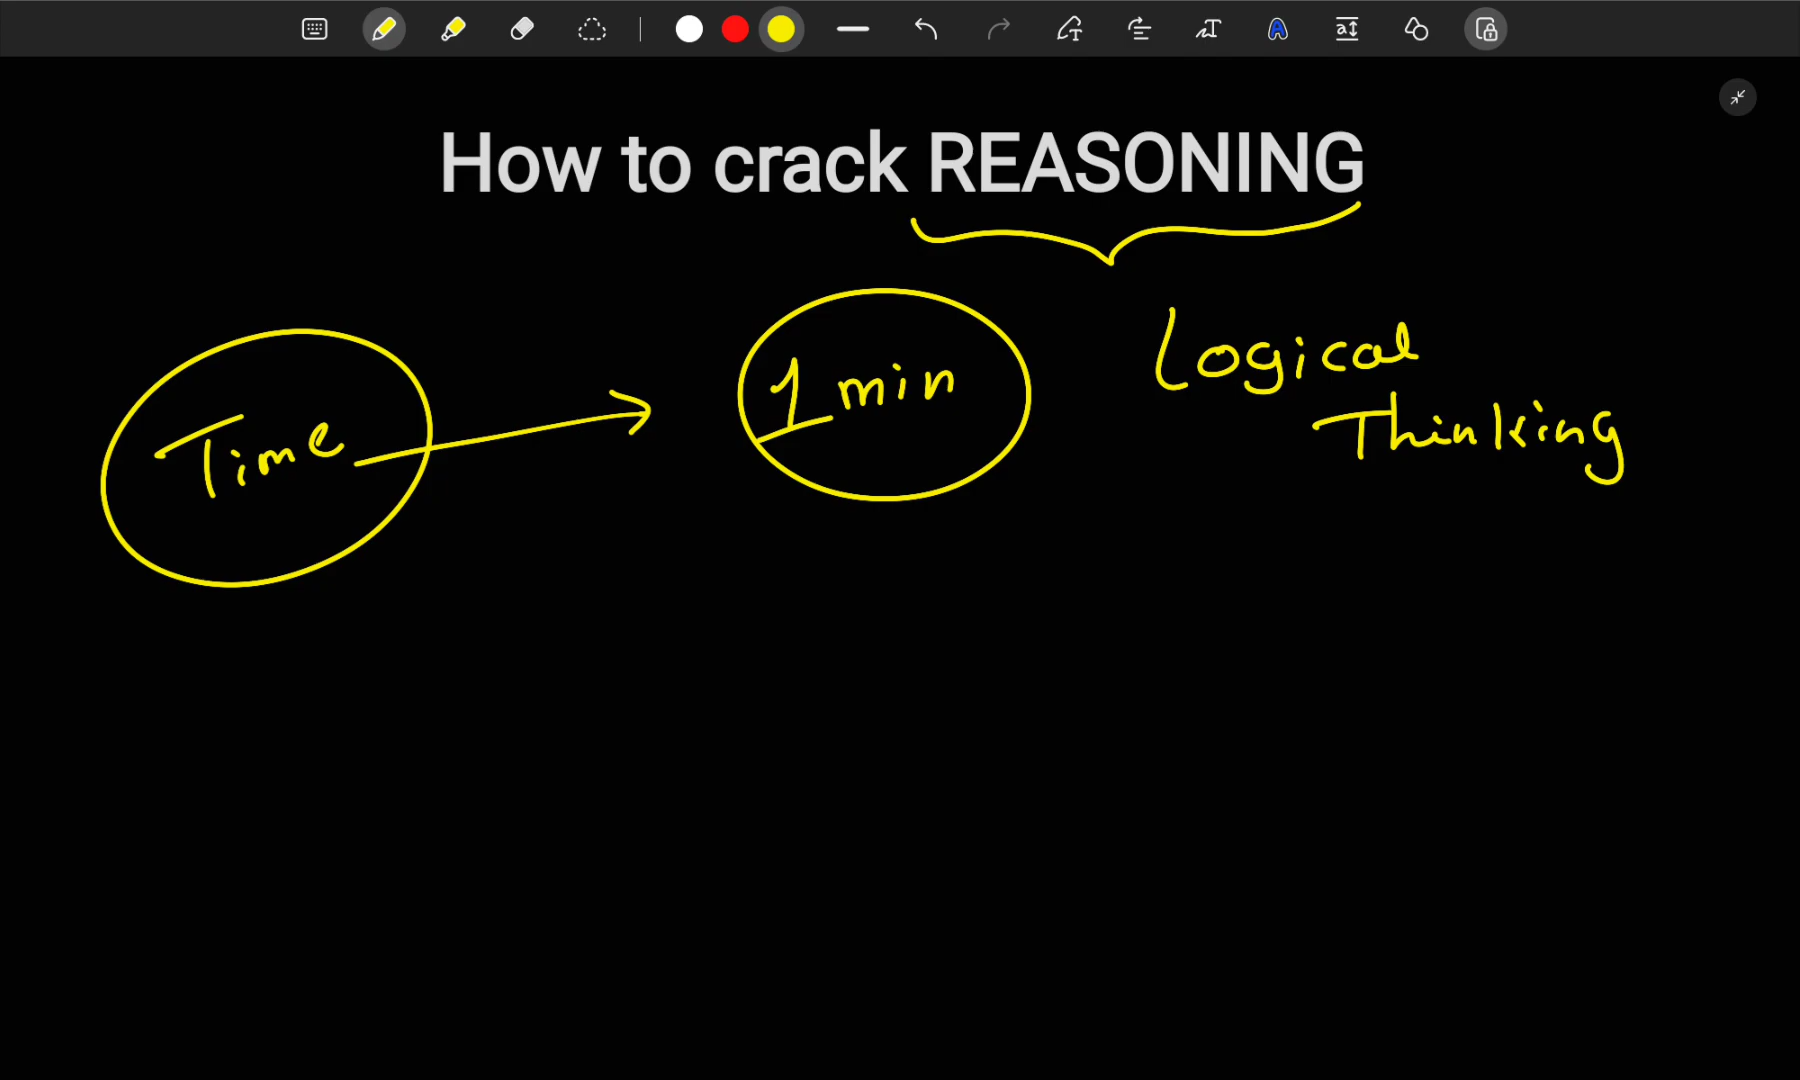 How to crack REASONING
Time
1 min
Logical
Thinking